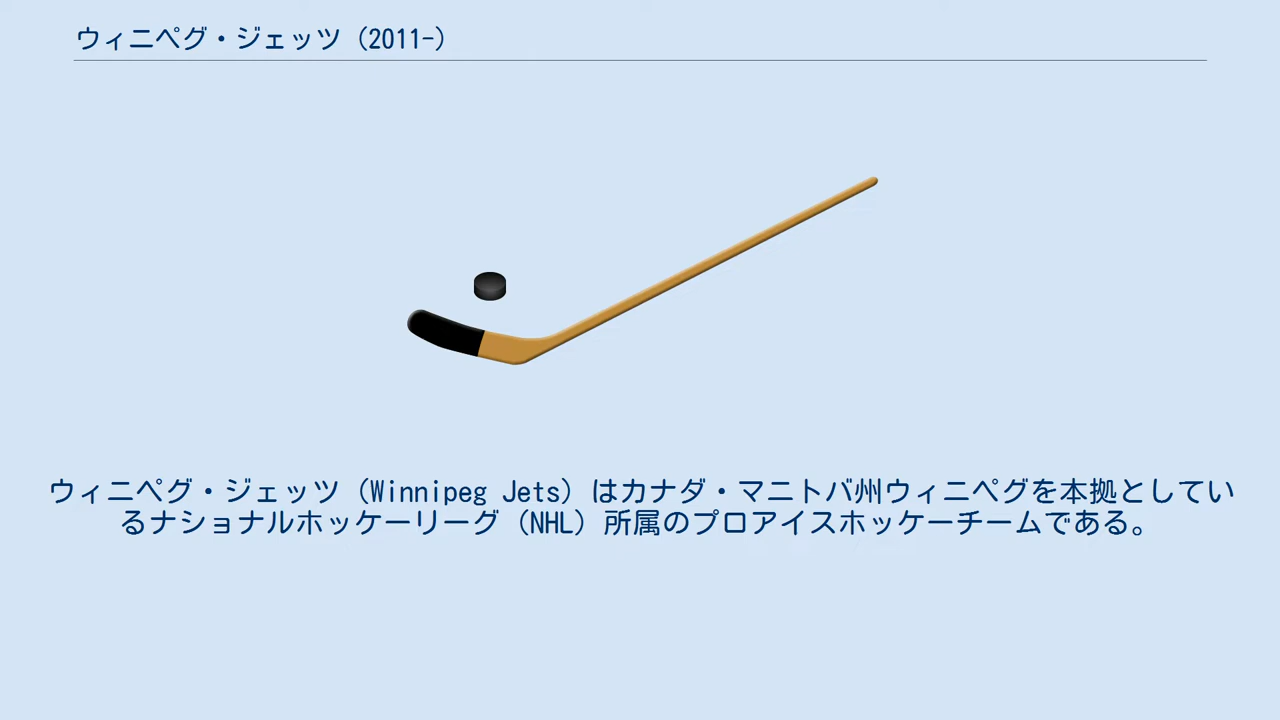 ウィニペグ・ジェッツ（2011-）
ウィニペグ・ジェッツ（Winnipeg Jets）はカナダ・マニトバ州ウィニペグを本拠としてい
るナショナルホッケーリーグ（NHL）所属のプロアイスホッケーチームである。